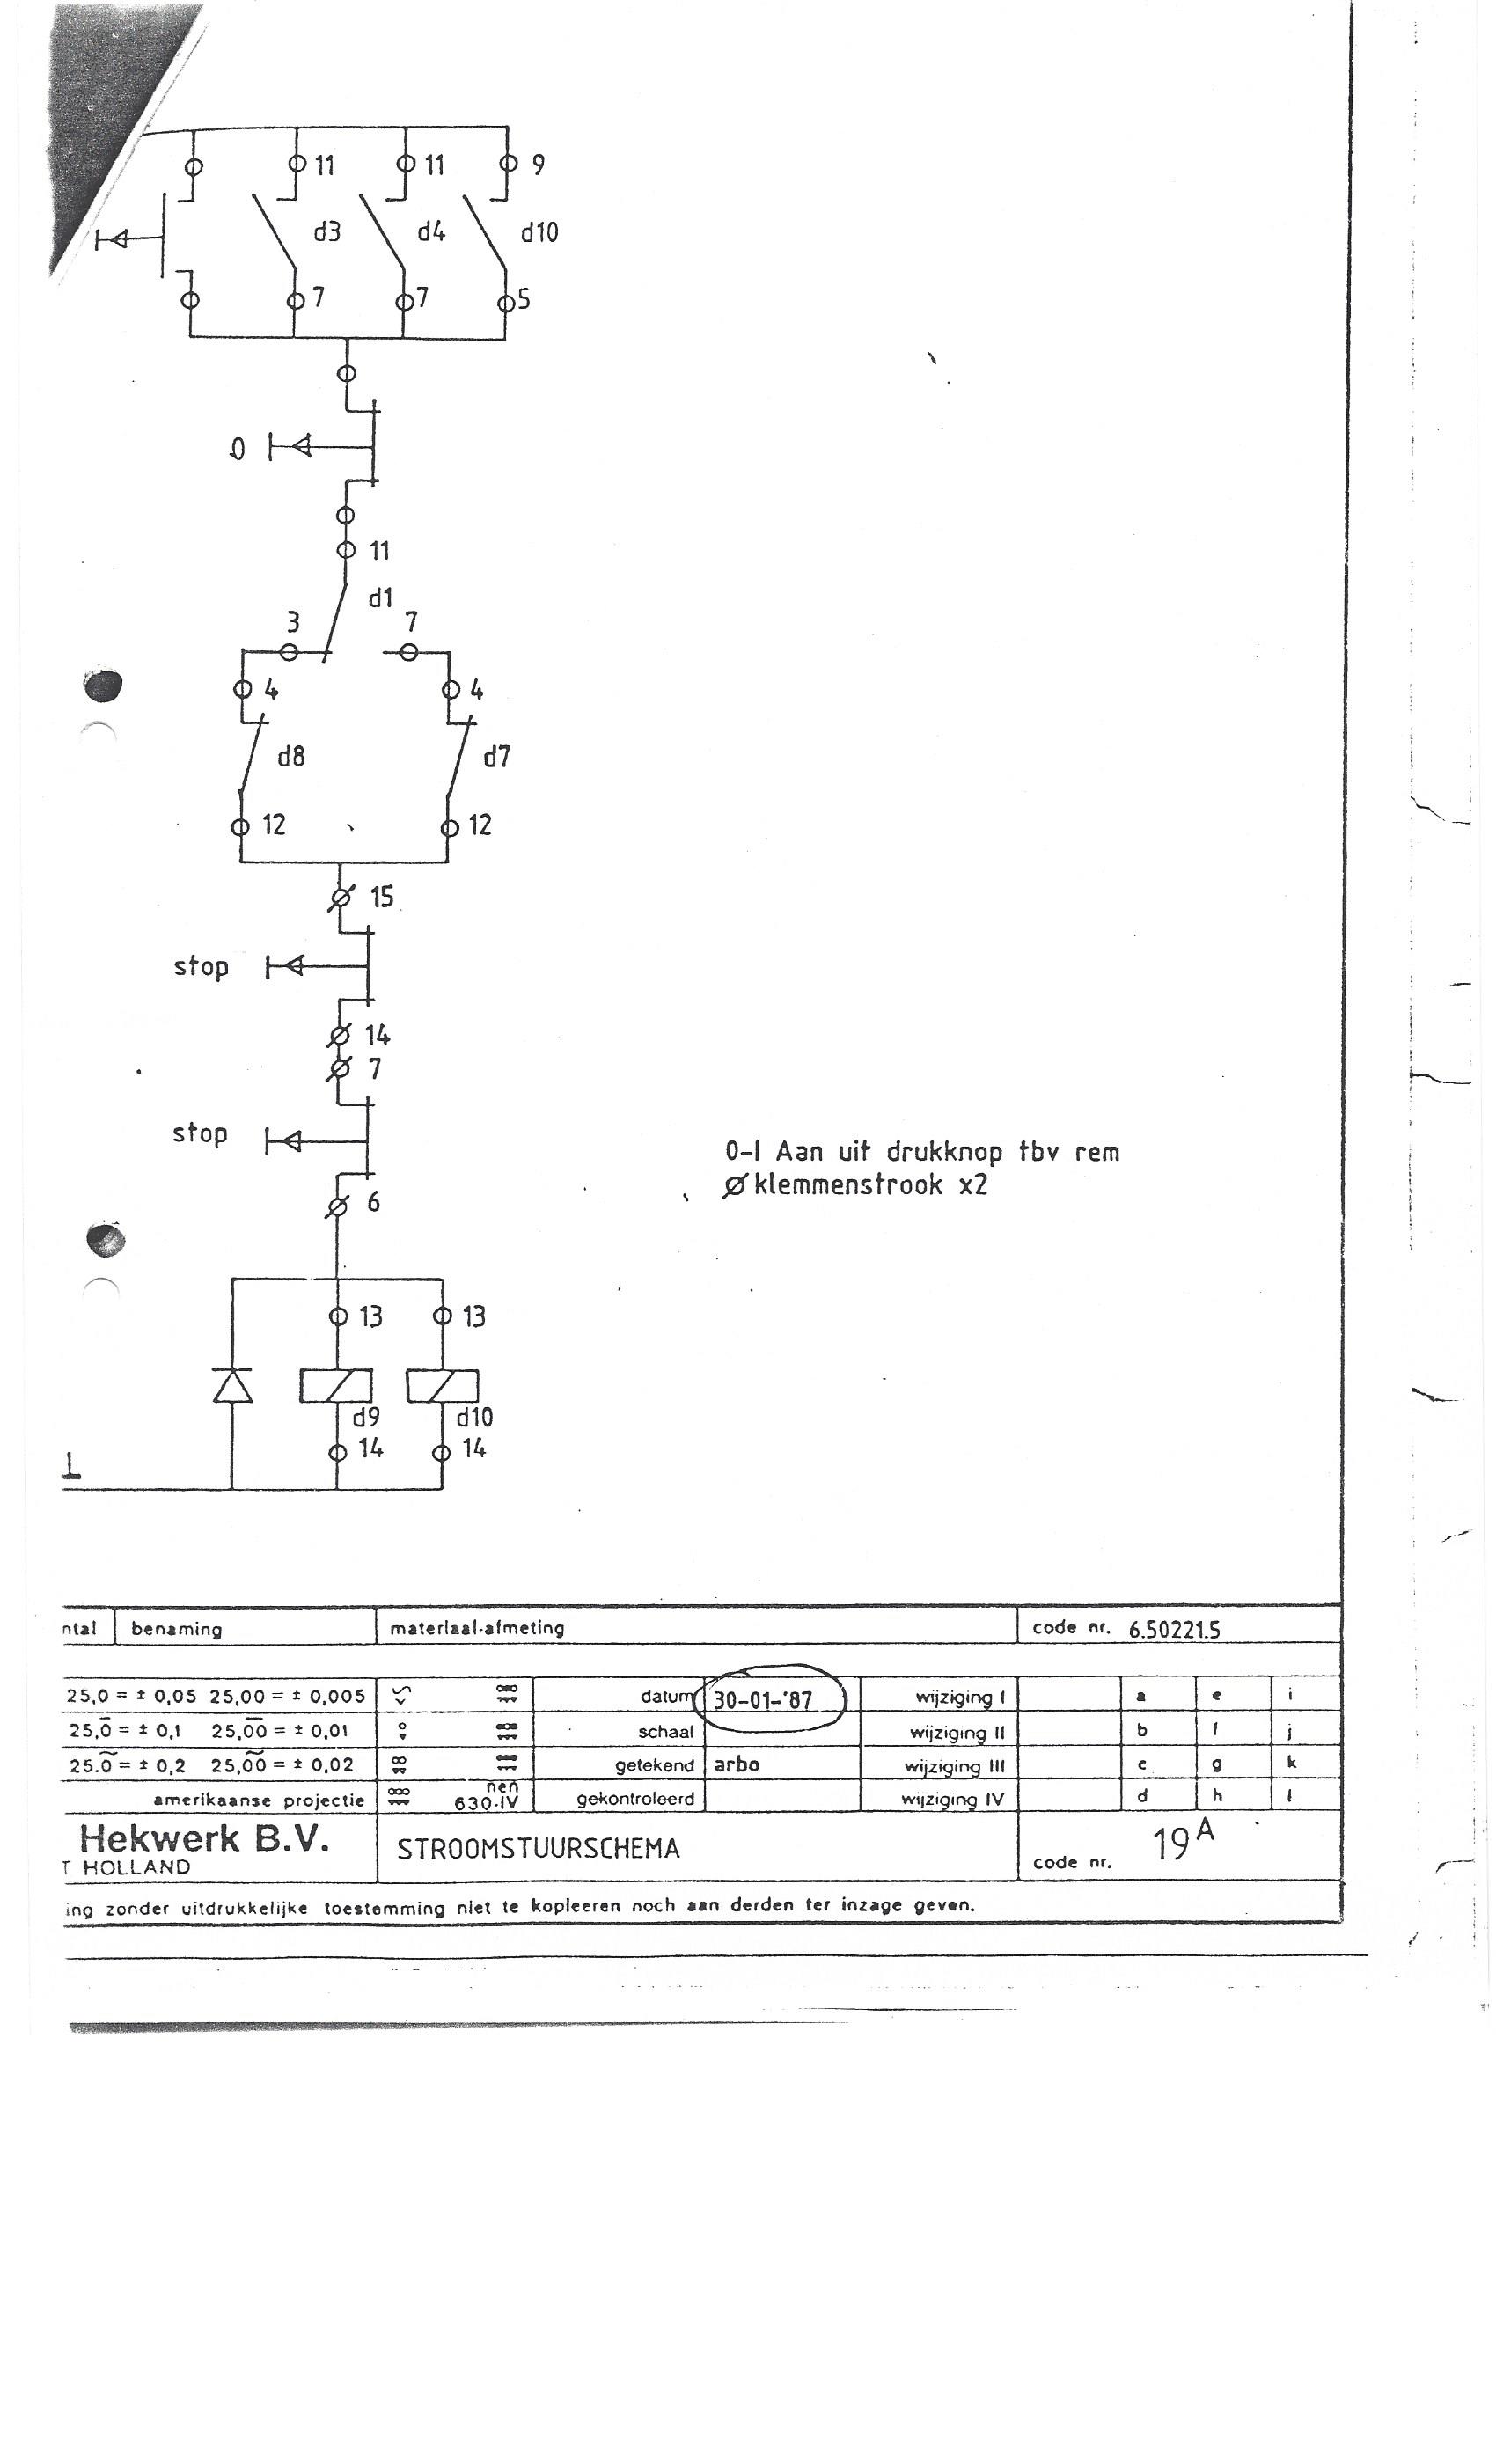 11 11 9
d3 d4 d10
7 7 5
0
11
d1
3 7
4 4
d8 d7
12 12
15
stop
14
7
stop
0-I Aan uit drukknop tbv rem
Ø klemmenstrook x2
6
13 13
d9 d10
14 14
ntal benaming materiaal-afmeting code nr. 6.50221.5
25,0 = ± 0,05 25,00 = ± 0,005 datum 30-01-'87 wijziging I a e i
25,0 = ± 0,1 25,00 = ± 0,01 schaal wijziging II b f j
25.0 = ± 0,2 25,00 = ± 0,02 getekend arbo wijziging III c g k
amerikaanse projectie nen 630-IV gekontroleerd wijziging IV d h l
Hekwerk B.V. STROOMSTUURSCHEMA 19A
T HOLLAND code nr.
ing zonder uitdrukkelijke toestemming niet te kopieeren noch aan derden ter inzage geven.